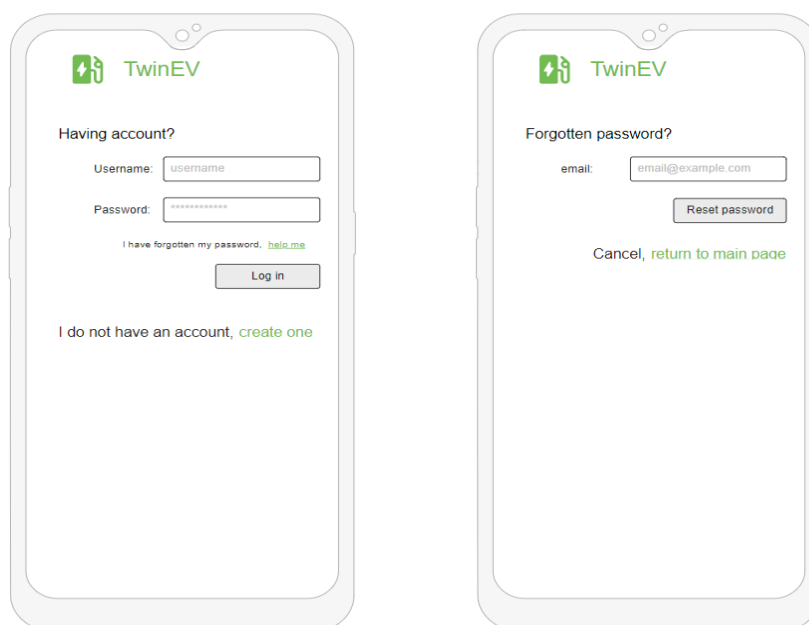 TwinEV
Having account?
Username: username
Password: ************
I have forgotten my password, help me
Log in
I do not have an account, create one
TwinEV
Forgotten password?
email: email@example.com
Reset password
Cancel, return to main page